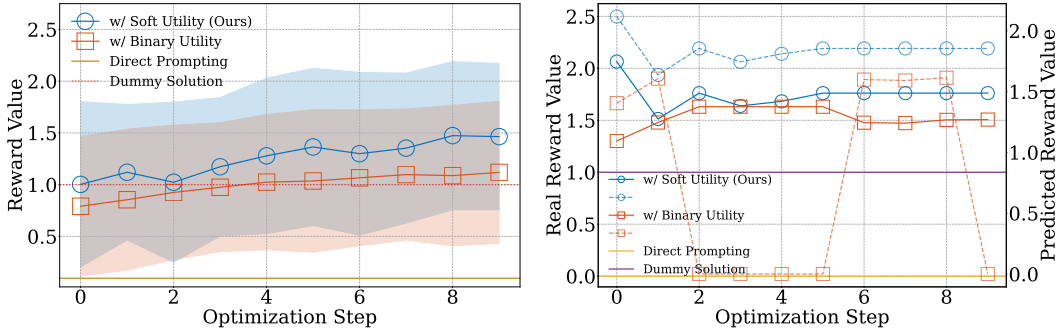 2.5
2.0
1.5
1.0
0.5
Reward Value
w/ Soft Utility (Ours)
w/ Binary Utility
Direct Prompting
Dummy Solution
0 2 4 6 8
Optimization Step
2.5
2.0
1.5
1.0
0.5
0.0
Real Reward Value
w/ Soft Utility (Ours)
w/ Binary Utility
Direct Prompting
Dummy Solution
2.0
1.5
1.0
0.5
0.0
Predicted Reward Value
0 2 4 6 8
Optimization Step